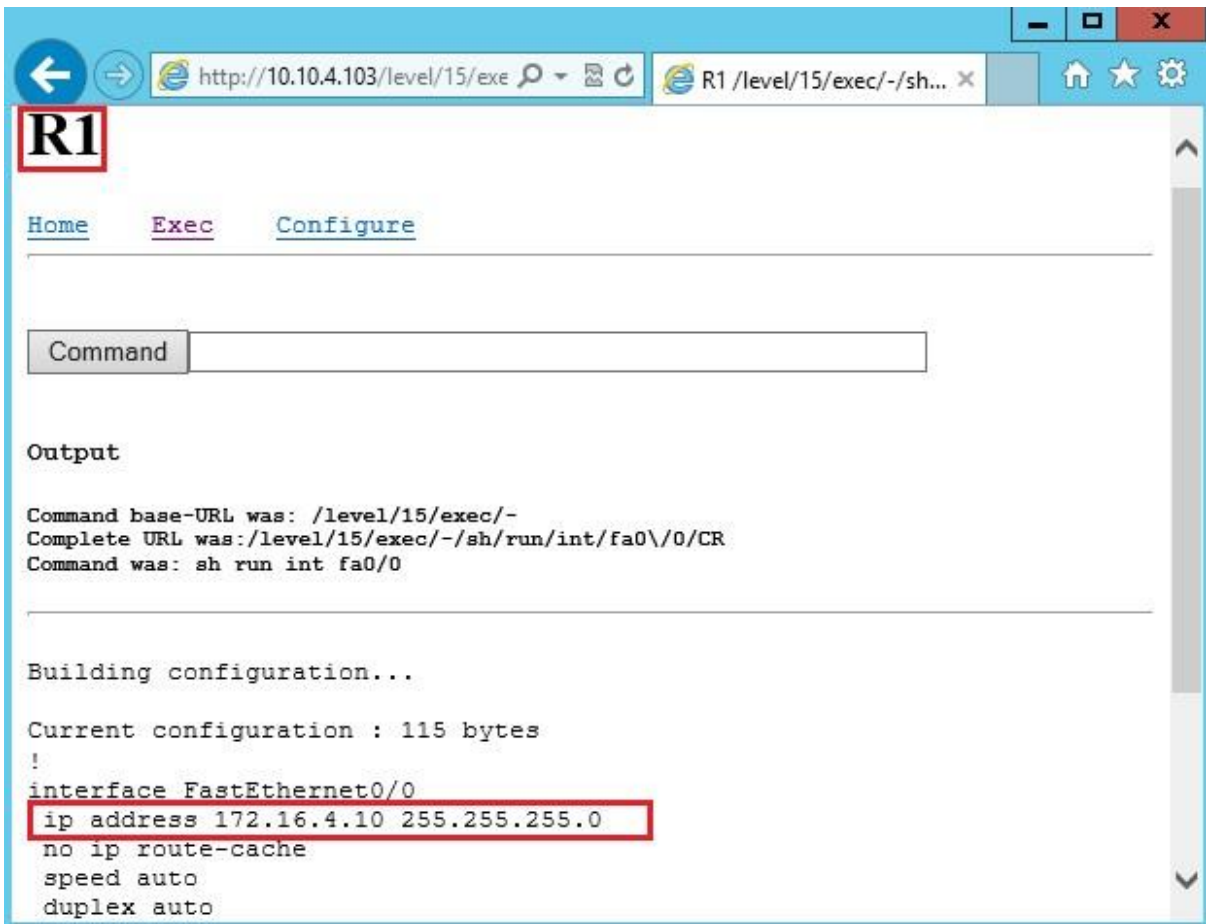 http://10.10.4.103/level/15/exe
R1 /level/15/exec/-/sh...
R1
Home Exec Configure
Command
Output
Command base-URL was: /level/15/exec/-
Complete URL was:/level/15/exec/-/sh/run/int/fa0\/0/CR
Command was: sh run int fa0/0
Building configuration...
Current configuration : 115 bytes
!
interface FastEthernet0/0
ip address 172.16.4.10 255.255.255.0
no ip route-cache
speed auto
duplex auto